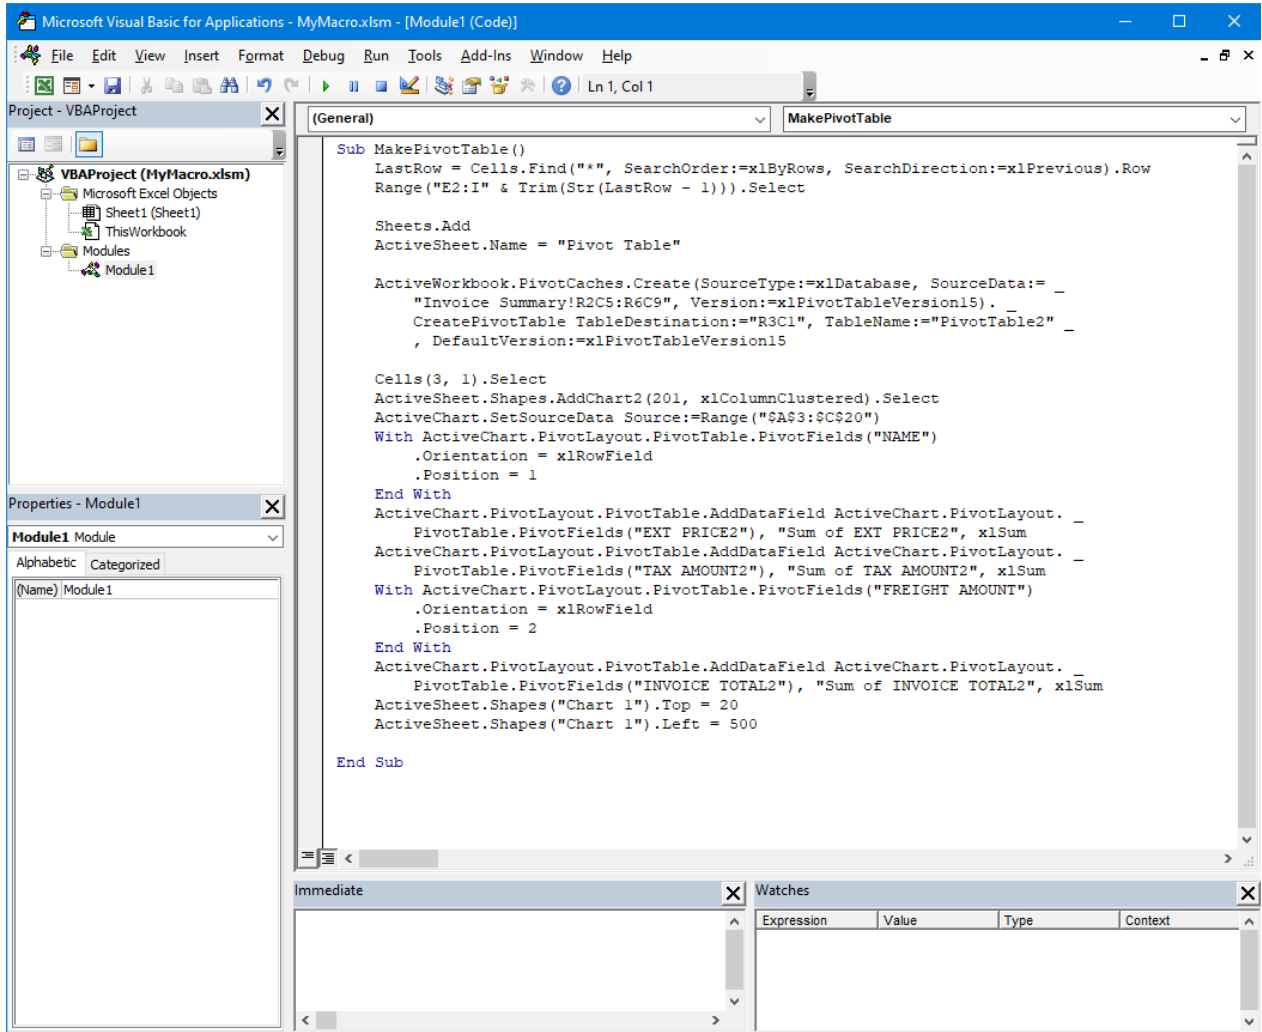 Microsoft Visual Basic for Applications - MyMacro.xlsm - [Module1 (Code)]
File Edit View Insert Format Debug Run Tools Add-Ins Window Help
Ln 1, Col 1
Project - VBAProject
VBAProject (MyMacro.xlsm)
Microsoft Excel Objects
Sheet1 (Sheet1)
ThisWorkbook
Modules
Module1
Properties - Module1
Module1 Module
Alphabetic Categorized
(Name) Module1
(General) MakePivotTable
Sub MakePivotTable()
LastRow = Cells.Find("*", SearchOrder:=xlByRows, SearchDirection:=xlPrevious).Row
Range("E2:I" & Trim(Str(LastRow - 1))).Select
Sheets.Add
ActiveSheet.Name = "Pivot Table"
ActiveWorkbook.PivotCaches.Create(SourceType:=xlDatabase, SourceData:= _
"Invoice Summary!R2C5:R6C9", Version:=xlPivotTableVersion15). _
CreatePivotTable TableDestination:="R3C1", TableName:="PivotTable2" _
, DefaultVersion:=xlPivotTableVersion15
Cells(3, 1).Select
ActiveSheet.Shapes.AddChart2(201, xlColumnClustered).Select
ActiveChart.SetSourceData Source:=Range("$A$3:$C$20")
With ActiveChart.PivotLayout.PivotTable.PivotFields("NAME")
.Orientation = xlRowField
.Position = 1
End With
ActiveChart.PivotLayout.PivotTable.AddDataField ActiveChart.PivotLayout. _
PivotTable.PivotFields("EXT PRICE2"), "Sum of EXT PRICE2", xlSum
ActiveChart.PivotLayout.PivotTable.AddDataField ActiveChart.PivotLayout. _
PivotTable.PivotFields("TAX AMOUNT2"), "Sum of TAX AMOUNT2", xlSum
With ActiveChart.PivotLayout.PivotTable.PivotFields("FREIGHT AMOUNT")
.Orientation = xlRowField
.Position = 2
End With
ActiveChart.PivotLayout.PivotTable.AddDataField ActiveChart.PivotLayout. _
PivotTable.PivotFields("INVOICE TOTAL2"), "Sum of INVOICE TOTAL2", xlSum
ActiveSheet.Shapes("Chart 1").Top = 20
ActiveSheet.Shapes("Chart 1").Left = 500
End Sub
Immediate
Watches
Expression Value Type Context